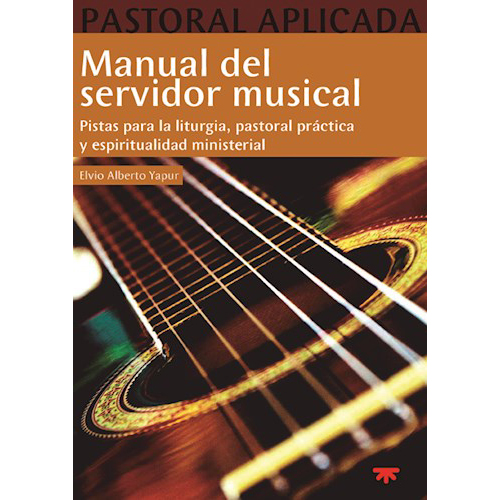 PASTORAL APLICADA
Manual del
servidor musical
Pistas para la liturgia, pastoral práctica
y espiritualidad ministerial
Elvio Alberto Yapur